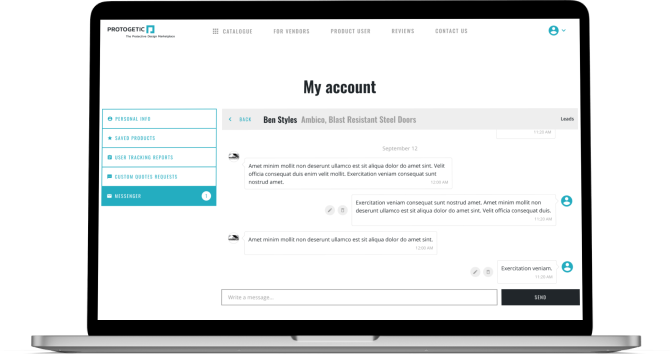 PROTOGETIC
The Protective Design Marketplace
CATALOGUE
FOR VENDORS
PRODUCT USER
REVIEWS
CONTACT US
My account
PERSONAL INFO
SAVED PRODUCTS
USER TRACKING REPORTS
CUSTOM QUOTES REQUESTS
MESSENGER 1
BACK Ben Styles Ambico, Blast Resistant Steel Doors Leads
11:23 AM
September 12
Amet minim mollit non deserunt ullamco est sit aliqua dolor do amet sint. Velit
officia consequat duis enim velit mollit. Exercitation veniam consequat sunt
nostrud amet.
12:00 AM
Exercitation veniam consequat sunt nostrud amet. Amet minim mollit non
deserunt ullamco est sit aliqua dolor do amet sint. Velit officia consequat duis.
11:20 AM
Amet minim mollit non deserunt ullamco est sit aliqua dolor do amet sint.
12:00 AM
Exercitation veniam.
Write a message...
SEND